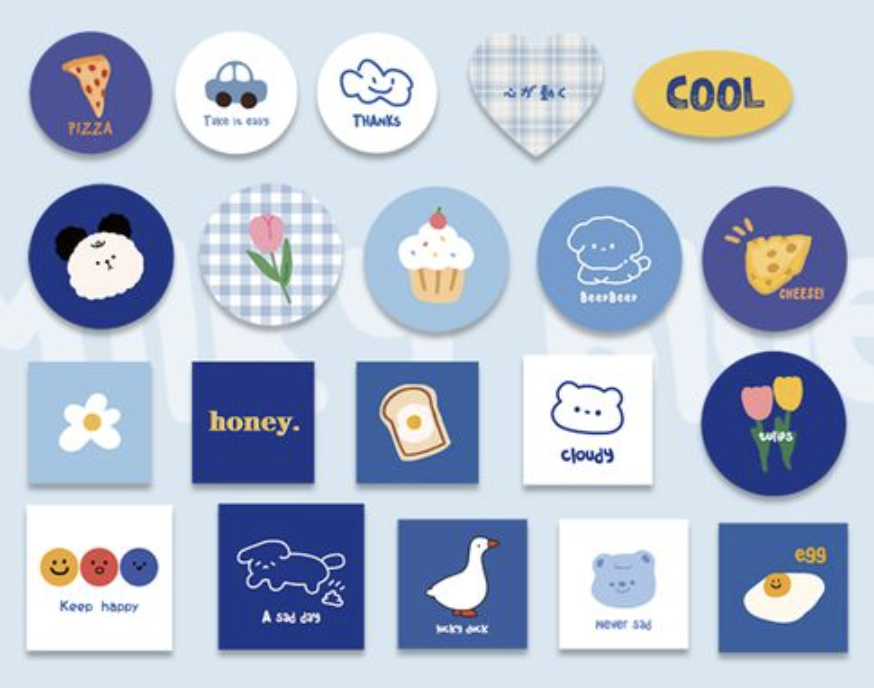 PIZZA
Take it easy
THANKS
心が動く
COOL
BeepBeep
CHEESE!
honey.
cloudy
tulips
Keep happy
A sad day
lucky duck
Never sad
egg